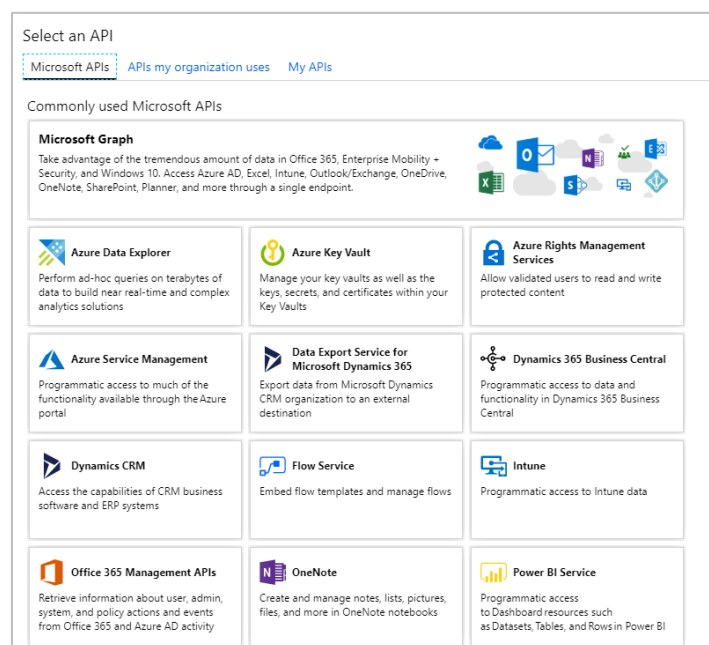 Select an API
Microsoft APIs APIs my organization uses My APIs
Commonly used Microsoft APIs
Microsoft Graph
Take advantage of the tremendous amount of data in Office 365, Enterprise Mobility +
Security, and Windows 10. Access Azure AD, Excel, Intune, Outlook/Exchange, OneDrive,
OneNote, SharePoint, Planner, and more through a single endpoint.
Azure Data Explorer
Perform ad-hoc queries on terabytes of
data to build near real-time and complex
analytics solutions
Azure Key Vault
Manage your key vaults as well as the
keys, secrets, and certificates within your
Key Vaults
Azure Rights Management
Services
Allow validated users to read and write
protected content
Azure Service Management
Programmatic access to much of the
functionality available through the Azure
portal
Data Export Service for
Microsoft Dynamics 365
Export data from Microsoft Dynamics
CRM organization to an external
destination
Dynamics 365 Business Central
Programmatic access to data and
functionality in Dynamics 365 Business
Central
Dynamics CRM
Access the capabilities of CRM business
software and ERP systems
Flow Service
Embed flow templates and manage flows
Intune
Programmatic access to Intune data
Office 365 Management APIs
Retrieve information about user, admin,
system, and policy actions and events
from Office 365 and Azure AD activity
OneNote
Create and manage notes, lists, pictures,
files, and more in OneNote notebooks
Power BI Service
Programmatic access
to Dashboard resources such
as Datasets, Tables, and Rows in Power BI